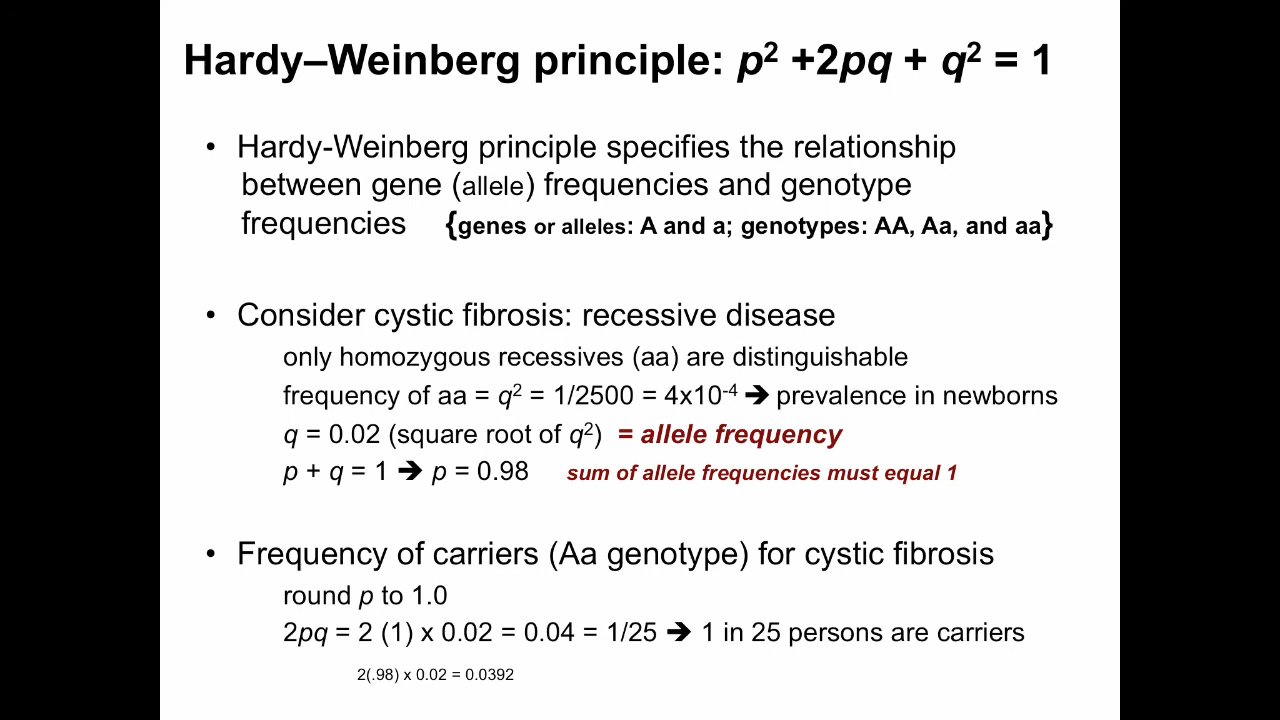 Hardy–Weinberg principle: p² +2pq + q² = 1
• Hardy-Weinberg principle specifies the relationship
between gene (allele) frequencies and genotype
frequencies {genes or alleles: A and a; genotypes: AA, Aa, and aa}
• Consider cystic fibrosis: recessive disease
only homozygous recessives (aa) are distinguishable
frequency of aa = q² = 1/2500 = 4x10⁻⁴ ➔ prevalence in newborns
q = 0.02 (square root of q²) = allele frequency
p + q = 1 ➔ p = 0.98 sum of allele frequencies must equal 1
• Frequency of carriers (Aa genotype) for cystic fibrosis
round p to 1.0
2pq = 2 (1) x 0.02 = 0.04 = 1/25 ➔ 1 in 25 persons are carriers
2(.98) x 0.02 = 0.0392